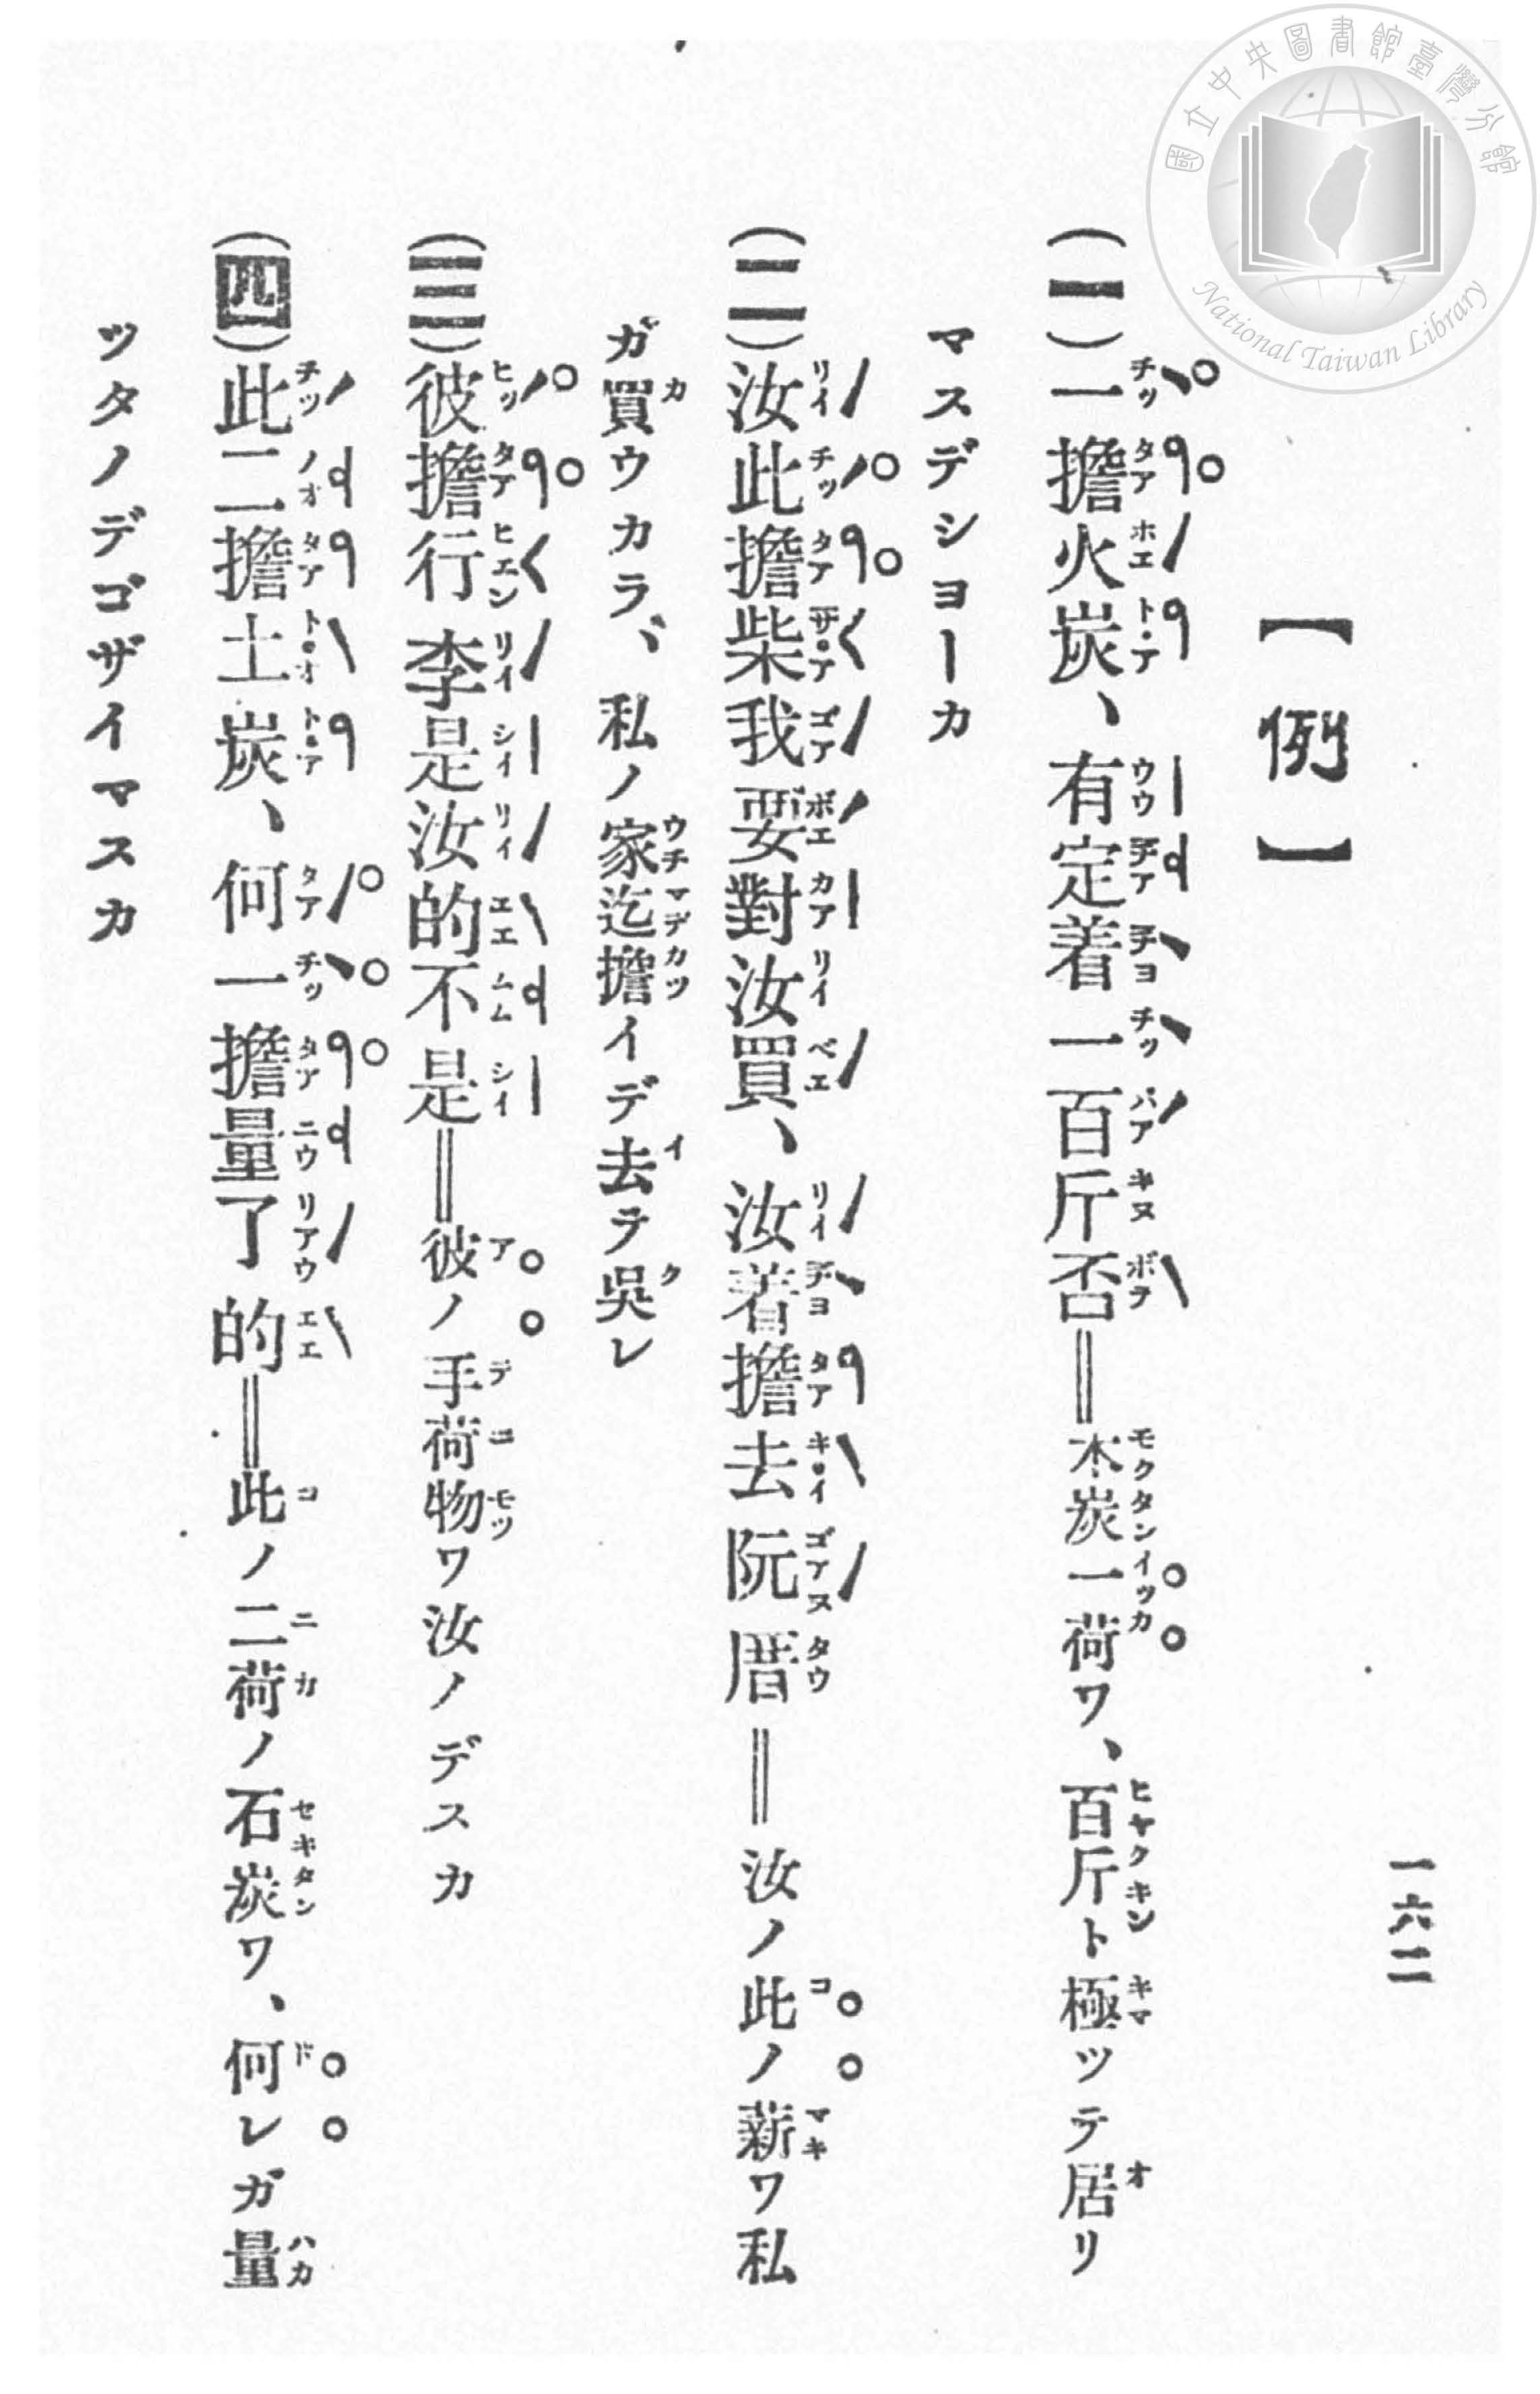 國立中央圖書館臺灣分館
National Taiwan Library
一六二
【例】
(一)一擔火炭、有定着一百斤否＝木炭一荷ワ、百斤ト極ツテ居リ
マスデショーカ
(二)汝此擔柴我要對汝買、汝着擔去阮厝＝汝ノ此ノ薪ワ私
ガ買ウカラ、私ノ家迄擔イデ去ラ吳レ
(三)彼擔行李是汝的不是＝彼ノ手荷物ワ汝ノデスカ
(四)此二擔土炭、何一擔量了的＝此ノ二荷ノ石炭ワ、何レガ量
ツタノデゴザイマスカ